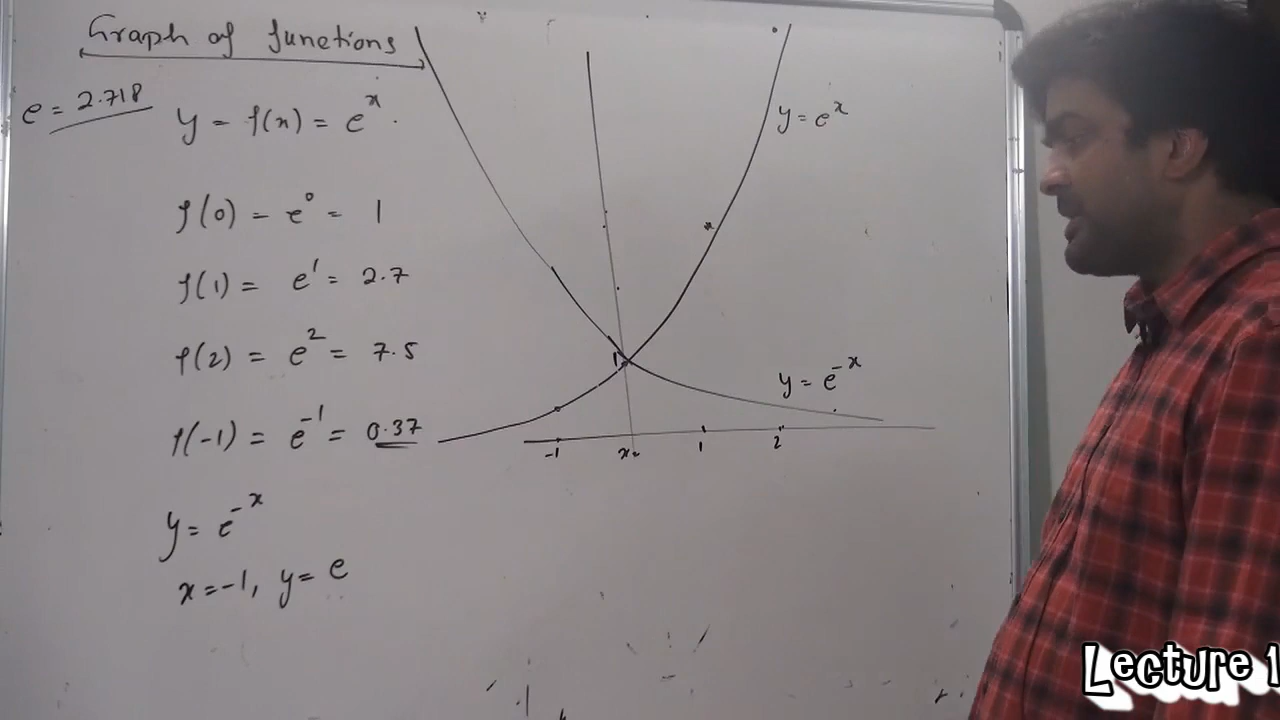 Graph of functions
e = 2.718
y = f(x) = e^x.
f(0) = e^0 = 1
f(1) = e^1 = 2.7
f(2) = e^2 = 7.5
f(-1) = e^-1 = 0.37
y = e^-x
x = -1, y = e
y = e^x
1
y = e^-x
-1 x 1 2
Lecture 1